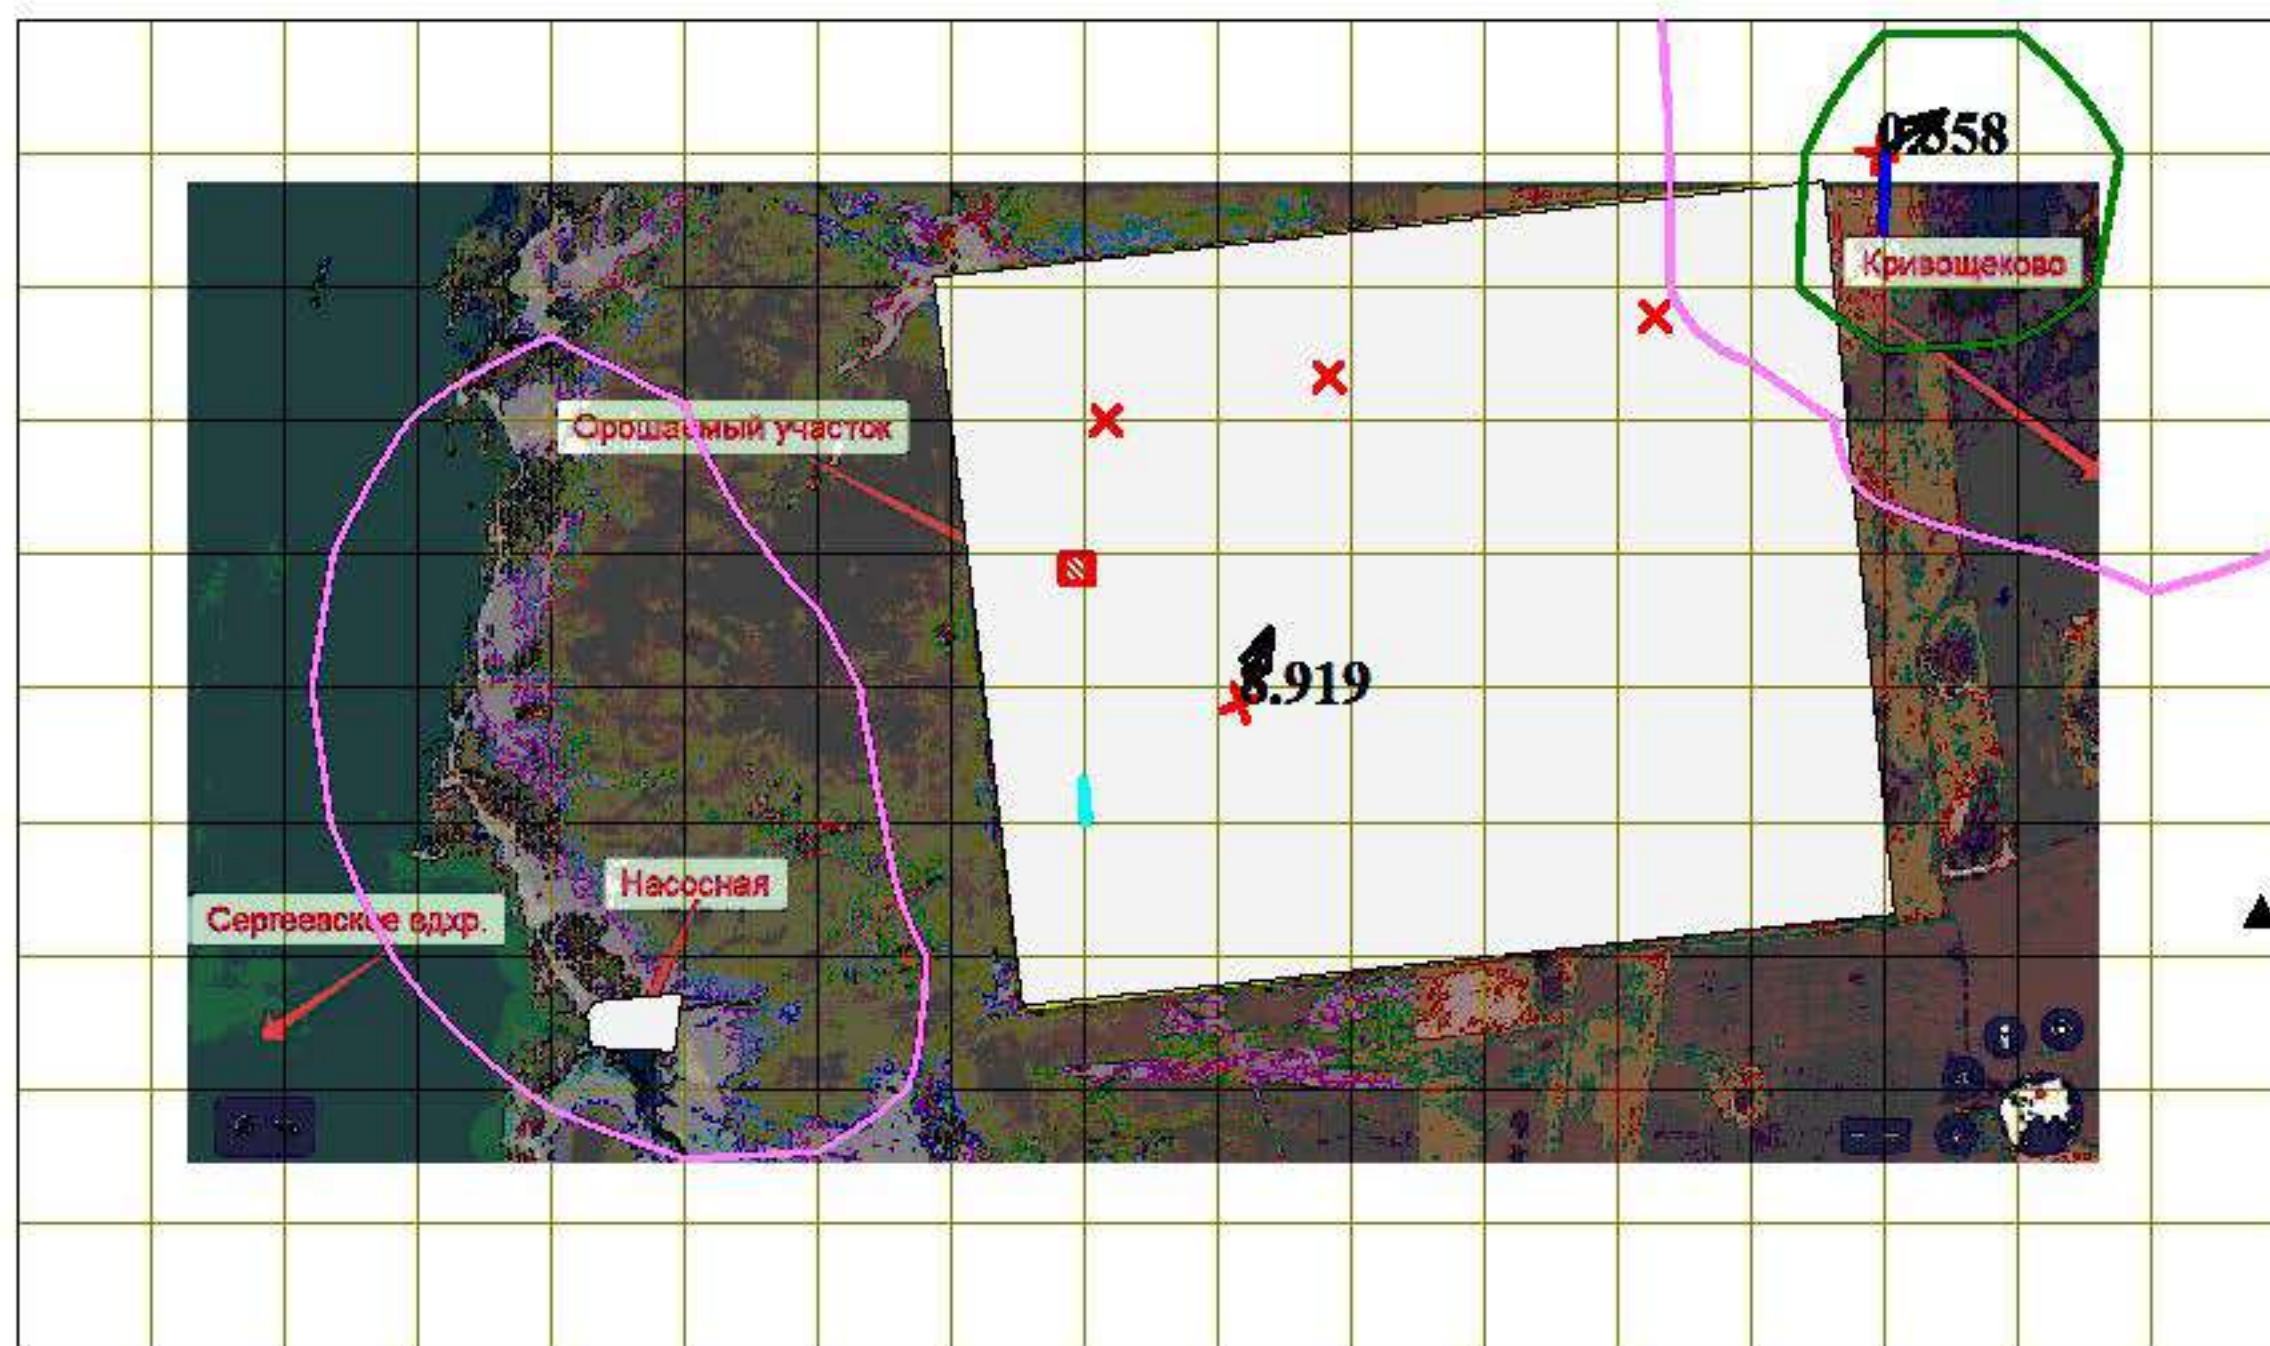 Кривощеково
Орошаемый участок
.919
Насосная
Сергеевское вдхр.